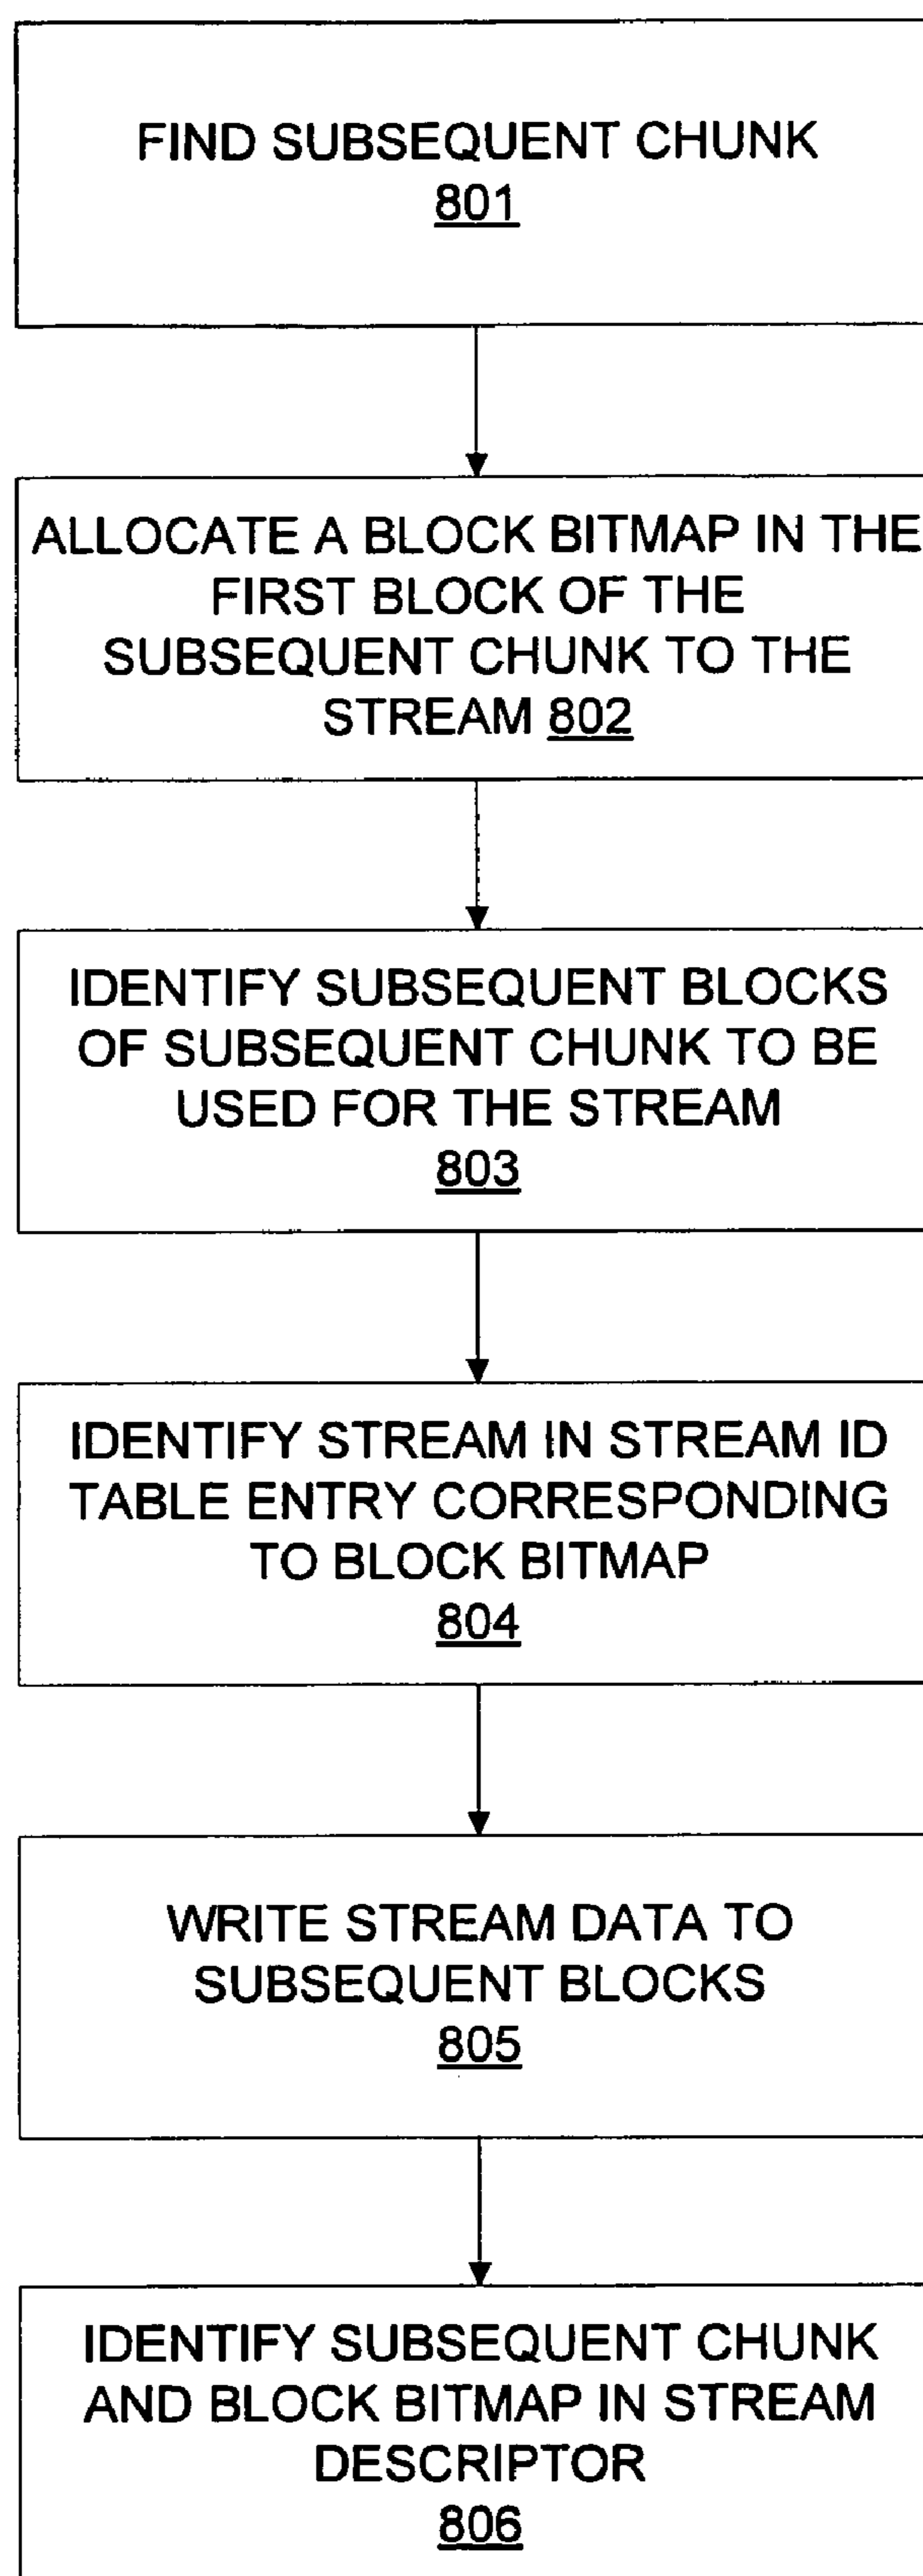 FIND SUBSEQUENT CHUNK
801
ALLOCATE A BLOCK BITMAP IN THE
FIRST BLOCK OF THE
SUBSEQUENT CHUNK TO THE
STREAM 802
IDENTIFY SUBSEQUENT BLOCKS
OF SUBSEQUENT CHUNK TO BE
USED FOR THE STREAM
803
IDENTIFY STREAM IN STREAM ID
TABLE ENTRY CORRESPONDING
TO BLOCK BITMAP
804
WRITE STREAM DATA TO
SUBSEQUENT BLOCKS
805
IDENTIFY SUBSEQUENT CHUNK
AND BLOCK BITMAP IN STREAM
DESCRIPTOR
806